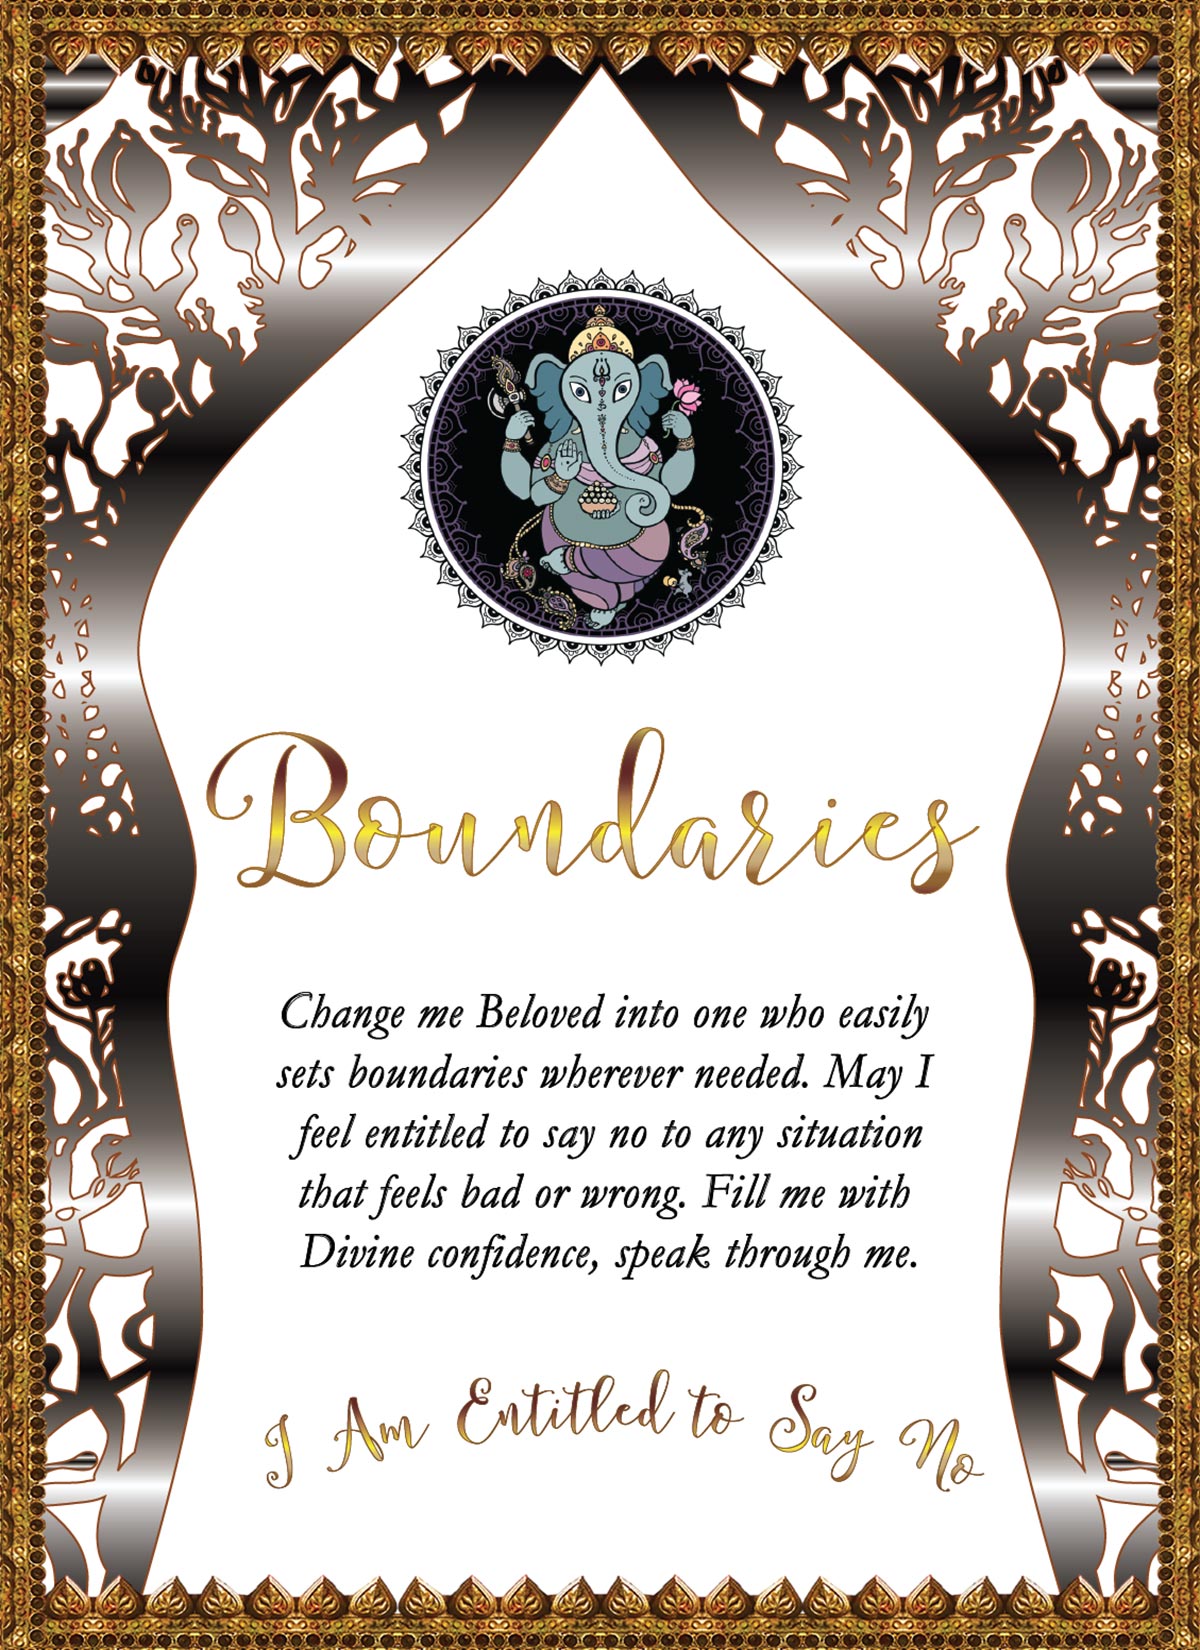 Boundaries
Change me Beloved into one who easily
sets boundaries wherever needed. May I
feel entitled to say no to any situation
that feels bad or wrong. Fill me with
Divine confidence, speak through me.
I Am Entitled to Say No